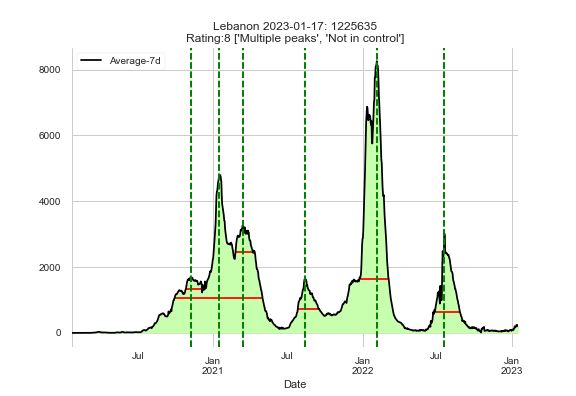 Lebanon 2023-01-17: 1225635
Rating:8 ['Multiple peaks', 'Not in control']
Average-7d
8000
6000
4000
2000
0
Jul
Jan
2021
Jul
Jan
2022
Jul
Jan
2023
Date